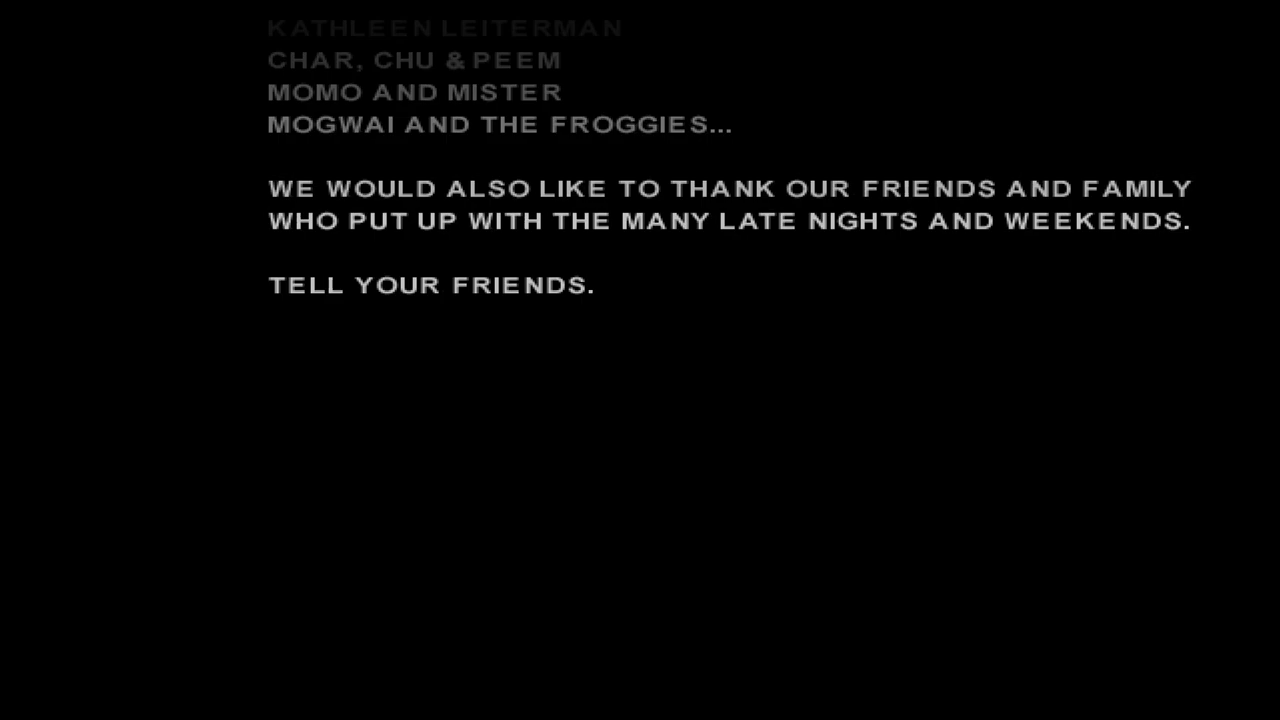 KATHLEEN LEITERMAN
CHAR, CHU & PEEM
MOMO AND MISTER
MOGWAI AND THE FROGGIES...
WE WOULD ALSO LIKE TO THANK OUR FRIENDS AND FAMILY
WHO PUT UP WITH THE MANY LATE NIGHTS AND WEEKENDS.
TELL YOUR FRIENDS.